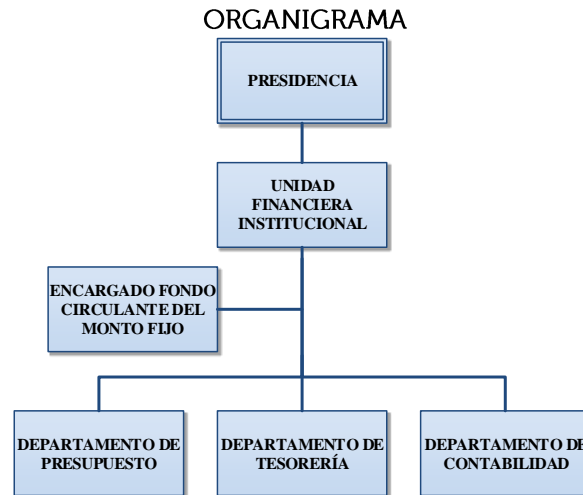 ORGANIGRAMA
PRESIDENCIA
UNIDAD
FINANCIERA
INSTITUCIONAL
ENCARGADO FONDO
CIRCULANTE DEL
MONTO FIJO
DEPARTAMENTO DE
PRESUPUESTO
DEPARTAMENTO DE
TESORERÍA
DEPARTAMENTO DE
CONTABILIDAD